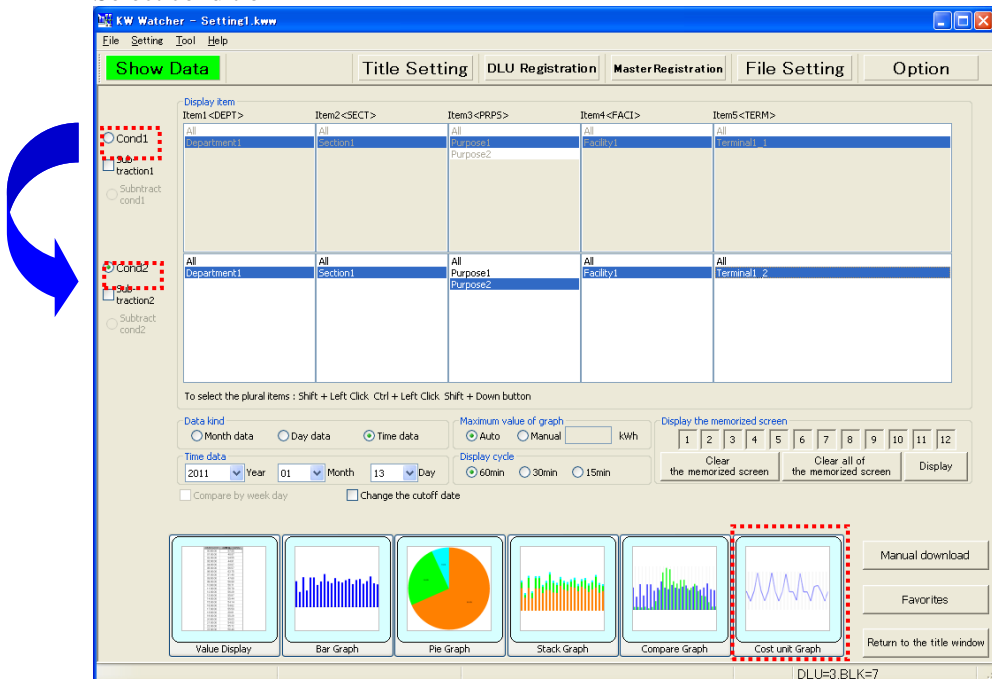 KW Watcher - Setting1.kww
File Setting Tool Help
Show Data Title Setting DLU Registration Master Registration File Setting Option
Display item
Item1<DEPT> Item2<SECT> Item3<PRPS> Item4<FACI> Item5<TERM>
Cond1
Sub-
traction1
Subntract
cond1
All All All All All
Department1 Section1 Purpose1 Facility1 Terminal1_1
Purpose2
Cond2
Sub-
traction2
Subtract
cond2
All All All All All
Department1 Section1 Purpose1 Facility1 Terminal1_2
Purpose2
To select the plural items : Shift + Left Click Ctrl + Left Click Shift + Down button
Data kind
Month data Day data Time data
Maximum value of graph
Auto Manual kWh
Display the memorized screen
1 2 3 4 5 6 7 8 9 10 11 12
Time data
2011 Year 01 Month 13 Day
Display cycle
60min 30min 15min
Clear
the memorized screen
Clear all of
the memorized screen
Display
Compare by week day Change the cutoff date
Value Display Bar Graph Pie Graph Stack Graph Compare Graph Cost unit Graph
Manual download
Favorites
Return to the title window
DLU=3,BLK=7